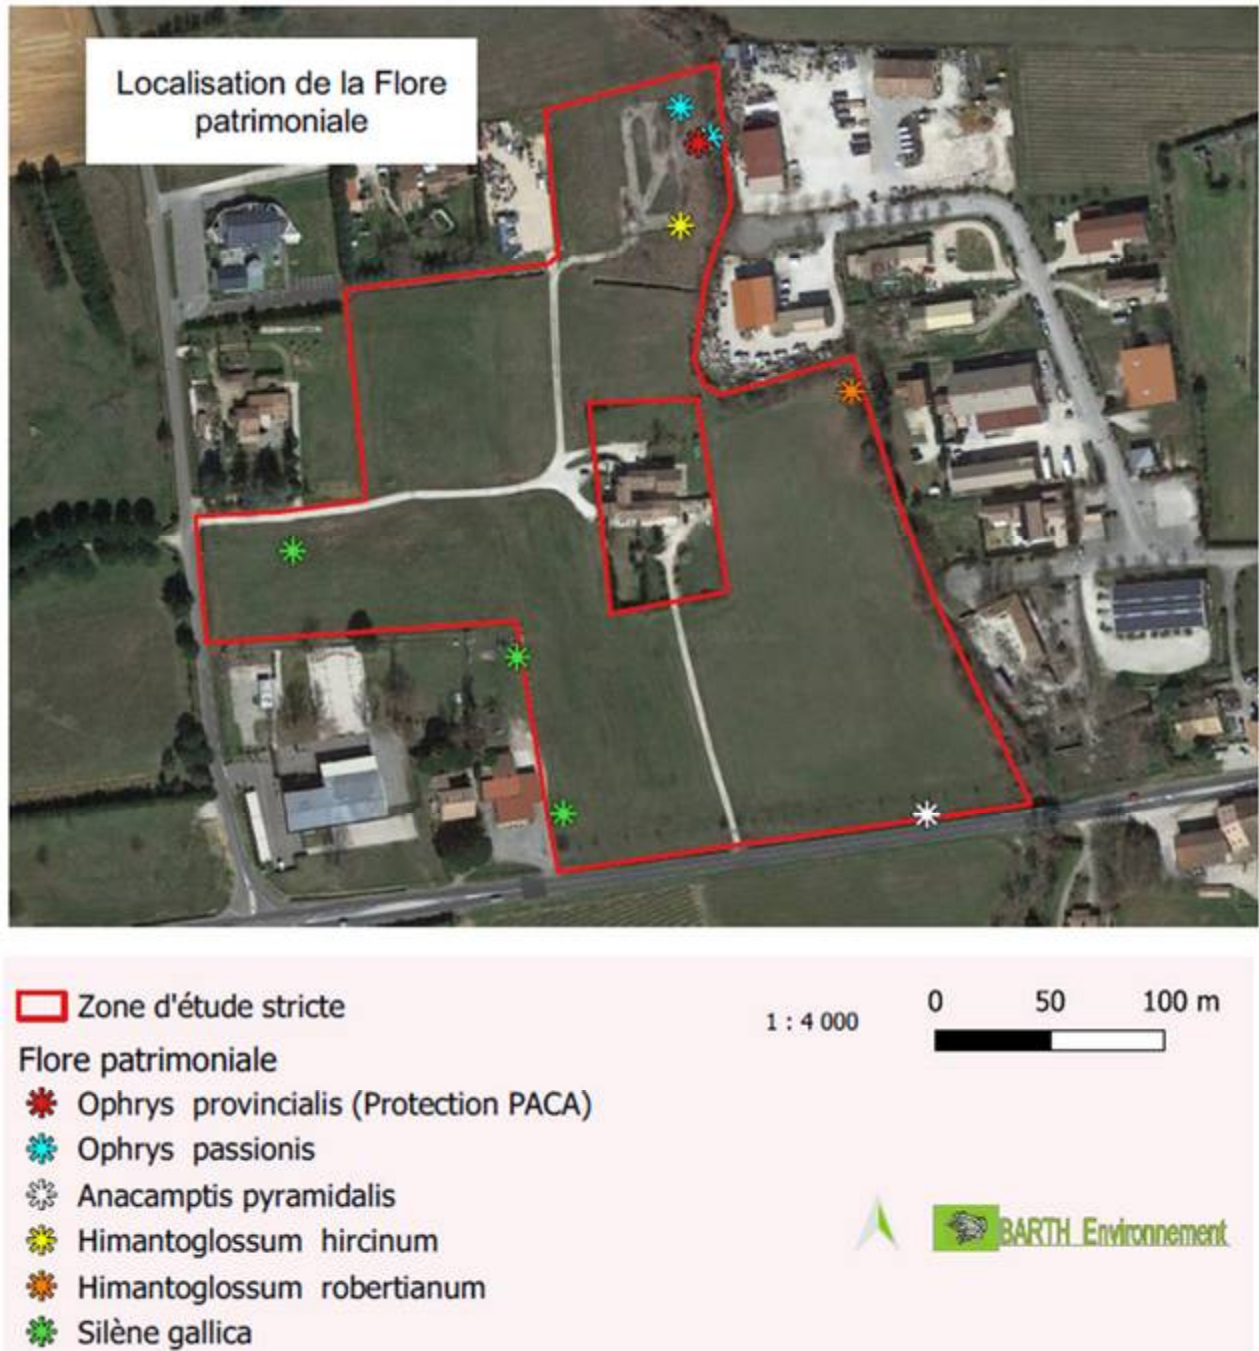 Localisation de la Flore
patrimoniale
Zone d'étude stricte
1 : 4 000
0 50 100 m
Flore patrimoniale
Ophrys provincialis (Protection PACA)
Ophrys passionis
Anacamptis pyramidalis
Himantoglossum hircinum
Himantoglossum robertianum
Silène gallica
BARTH Environnement